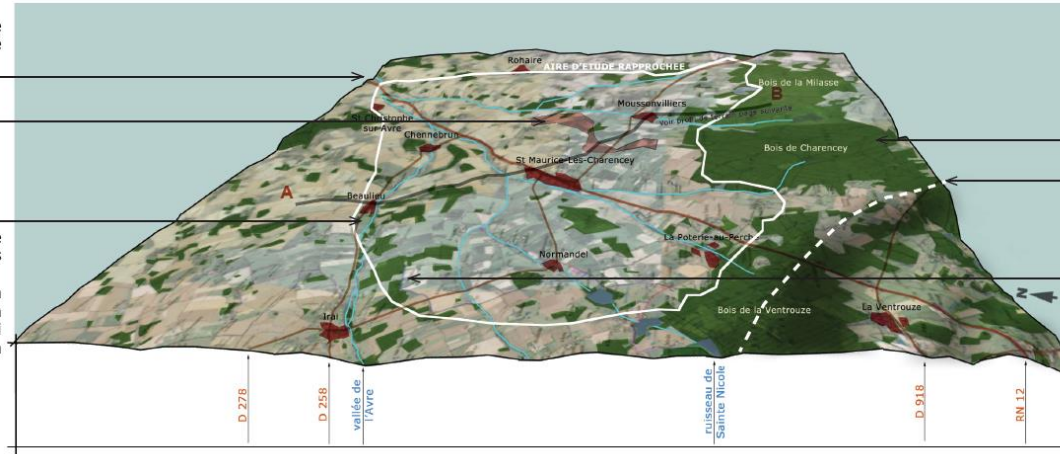 Rohaire
AIRE D'ETUDE RAPPROCHEE
Bois de la Milasse
B
Moussonvilliers
St Christophe
sur Avre
Chennebrun
Bois de Charencey
St Maurice-Les-Charencey
A
Beaulieu
La Poterie-au-Perche
Normandel
N
Bois de la Ventrouze
La Ventrouze
Irai
D 278
D 258
vallée de
l'Avre
ruisseau de
Sainte Nicole
D 918
RN 12